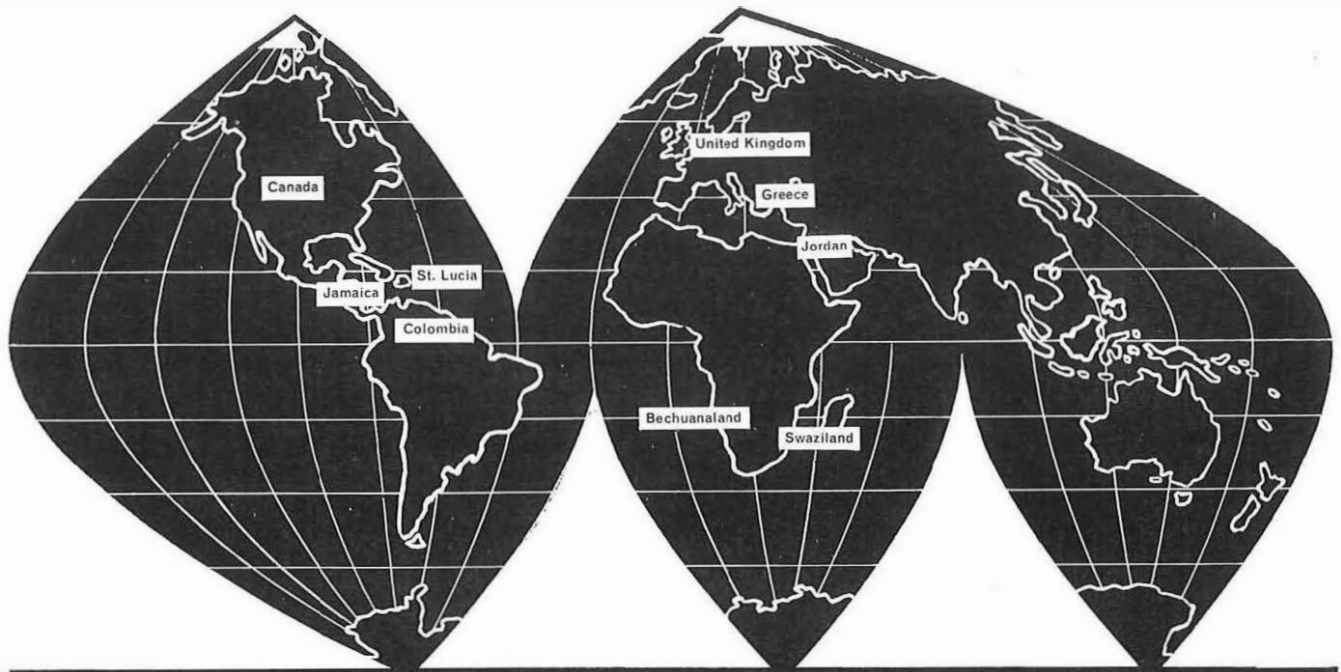 United Kingdom
Canada
Greece
Jordan
St. Lucia
Jamaica
Colombia
Bechuanaland
Swaziland